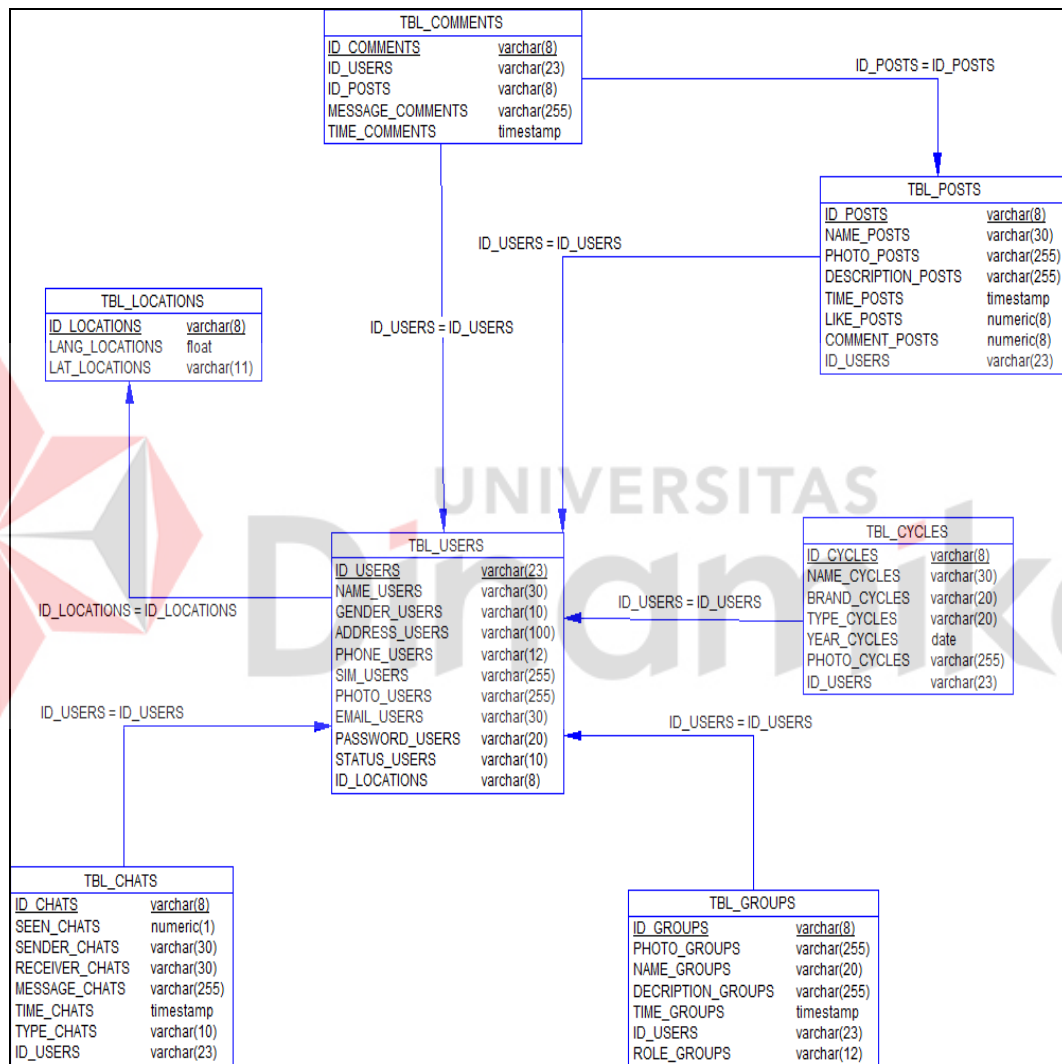 TBL_COMMENTS
ID_COMMENTS varchar(8)
ID_USERS varchar(23)
ID_POSTS varchar(8)
MESSAGE_COMMENTS varchar(255)
TIME_COMMENTS timestamp
ID_POSTS = ID_POSTS
TBL_POSTS
ID_POSTS varchar(8)
NAME_POSTS varchar(30)
PHOTO_POSTS varchar(255)
DESCRIPTION_POSTS varchar(255)
TIME_POSTS timestamp
LIKE_POSTS numeric(8)
COMMENT_POSTS numeric(8)
ID_USERS varchar(23)
ID_USERS = ID_USERS
ID_USERS = ID_USERS
TBL_LOCATIONS
ID_LOCATIONS varchar(8)
LANG_LOCATIONS float
LAT_LOCATIONS varchar(11)
UNIVERSITAS
Dinamika
TBL_USERS
ID_USERS varchar(23)
NAME_USERS varchar(30)
GENDER_USERS varchar(10)
ADDRESS_USERS varchar(100)
PHONE_USERS varchar(12)
SIM_USERS varchar(255)
PHOTO_USERS varchar(255)
EMAIL_USERS varchar(30)
PASSWORD_USERS varchar(20)
STATUS_USERS varchar(10)
ID_LOCATIONS varchar(8)
ID_LOCATIONS = ID_LOCATIONS
ID_USERS = ID_USERS
TBL_CYCLES
ID_CYCLES varchar(8)
NAME_CYCLES varchar(30)
BRAND_CYCLES varchar(20)
TYPE_CYCLES varchar(20)
YEAR_CYCLES date
PHOTO_CYCLES varchar(255)
ID_USERS varchar(23)
ID_USERS = ID_USERS
ID_USERS = ID_USERS
TBL_CHATS
ID_CHATS varchar(8)
SEEN_CHATS numeric(1)
SENDER_CHATS varchar(30)
RECEIVER_CHATS varchar(30)
MESSAGE_CHATS varchar(255)
TIME_CHATS timestamp
TYPE_CHATS varchar(10)
ID_USERS varchar(23)
TBL_GROUPS
ID_GROUPS varchar(8)
PHOTO_GROUPS varchar(255)
NAME_GROUPS varchar(20)
DECRIPTION_GROUPS varchar(255)
TIME_GROUPS timestamp
ID_USERS varchar(23)
ROLE_GROUPS varchar(12)